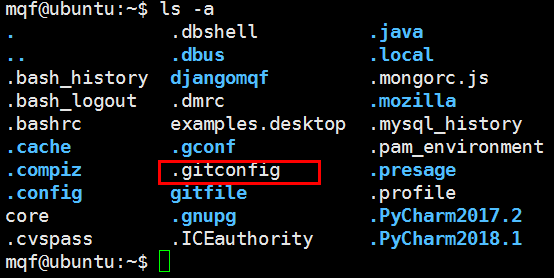 mqf@ubuntu:~$ ls -a
. .dbshell .java
.. .dbus .local
.bash_history djangomqf .mongorc.js
.bash_logout .dmrc .mozilla
.bashrc examples.desktop .mysql_history
.cache .gconf .pam_environment
.compiz .gitconfig .presage
.config gitfile .profile
core .gnupg .PyCharm2017.2
.cvspass .ICEauthority .PyCharm2018.1
mqf@ubuntu:~$